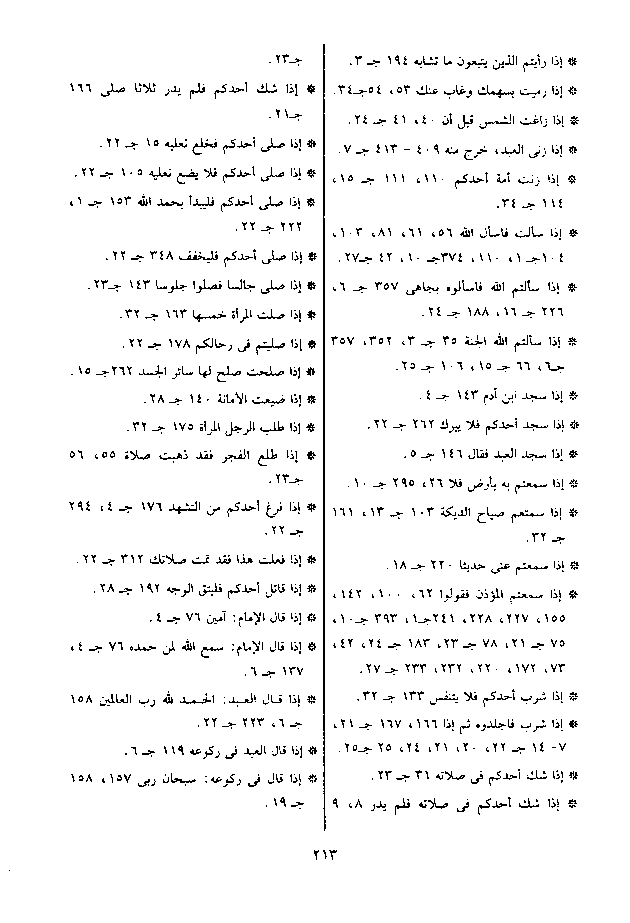 * إذا رأيتم الذين يتبعون ما تشابه ١٩٤ جـ ٣.
* إذا رميت بسهمك وغاب عنك ٥٣، ٥٤جـ٣٤.
* إذا زاغت الشمس قبل أن ٤٠، ٤١ جـ ٢٤.
* إذا زنى العبد، خرج منه ٤٠٩ - ٤١٣ جـ ٧.
* إذا زنت أمة أحدكم ١١٠، ١١١ جـ ١٥،
١١٤ جـ ٣٤.
* إذا سألت فاسأل الله ٥٦، ٦١، ٨١، ١٠٣،
١٠٤جـ ١، ١١٠، ٣٧٤جـ ١٠، ٤٢ جـ٢٧.
* إذا سألتم الله فاسألوه بجاهى ٣٥٧ جـ ٦،
٢٢٦ جـ ١٦، ١٨٨ جـ ٢٤.
* إذا سألتم الله الجنة ٣٥ جـ ٣، ٣٥٢، ٣٥٧
جـ٦، ٦٦ جـ ١٥، ١٠٦ جـ ٢٥.
* إذا سجد ابن آدم ١٤٣ جـ ٤.
* إذا سجد أحدكم فلا يبرك ٢٦٢ جـ ٢٢.
* إذا سجد العبد فقال ١٤٦ جـ ٥.
* إذا سمعتم به بأرض فلا ٢٦، ٢٩٥ جـ ١٠.
* إذا سمتعم صياح الديكة ١٠٣ جـ ١٣، ١٦١
جـ ٣٢.
* إذا سمعتم عنى حديثا ٢٢٠ جـ ١٨.
* إذا سمعتم المؤذن فقولوا ٦٢، ١٠٠، ١٤٢،
١٥٥، ٢٢٧، ٢٢٨، ٢٤١جـ١، ٣٩٣ جـ١٠،
٧٥ جـ ٢١، ٧٨ جـ ٢٣، ١٨٣ جـ ٢٤، ٤٢،
٧٣، ١٧٢، ٢٢٠، ٢٣٢، ٢٣٣ جـ ٢٧.
* إذا شرب أحدكم فلا يتنفس ١٣٣ جـ ٣٢.
* إذا شرب فاجلدوه ثم إذا ١٦٦، ١٦٧ جـ ٢١،
٧- ١٤ جـ ٢٢، ٢٠، ٢١، ٢٤، ٢٥ جـ٢٥.
* إذا شك أحدكم فى صلاته ٣٦ جـ ٢٣.
* إذا شك أحدكم فى صلاته فلم يدر ٨، ٩
جـ٢٣.
* إذا شك أحدكم فلم يدر ثلاثا صلى ١٦٦
جـ٢١.
* إذا صلى أحدكم فخلع نعليه ١٥ جـ ٢٢.
* إذا صلى أحدكم فلا يضع نعليه ١٠٥ جـ ٢٢.
* إذا صلى أحدكم فليبدأ بحمد الله ١٥٣ جـ ١،
٢٢٢ جـ ٢٢.
* إذا صلى أحدكم فليخفف ٣٤٨ جـ ٢٢.
* إذا صلى جالسا فصلوا جلوسا ١٤٣ جـ٢٣.
* إذا صلت المرأة خمسها ١٦٣ جـ ٣٢.
* إذا صليتم فى رحالكم ١٧٨ جـ ٢٢.
* إذا صلحت صلح لها سائر الجسد ٢٦٢جـ ١٥.
* إذا ضيعت الأمانة ١٤٠ جـ ٢٨.
* إذا طلب الرجل المرأة ١٧٥ جـ ٣٢.
* إذا طلع الفجر فقد ذهبت صلاة ٥٥، ٥٦
جـ٢٣.
* إذا فرغ أحدكم من التشهد ١٧٦ جـ ٤، ٢٩٤
جـ ٢٢.
* إذا فعلت هذا فقد تمت صلاتك ٣١٢ جـ ٢٢.
* إذا قاتل أحدكم فليتق الوجه ١٩٢ جـ ٢٨.
* إذا قال الإمام: آمين ٧٦ جـ ٤.
* إذا قال الإمام: سمع الله لمن حمده ٧٦ جـ ٤،
١٣٧ جـ ٦.
* إذا قال العبد: الحمد لله رب العالمين ١٥٨
جـ ٦، ٢٢٣ جـ ٢٢.
* إذا قال العبد فى ركوعه ١١٩ جـ ٦.
* إذا قال فى ركوعه: سبحان ربى ١٥٧، ١٥٨
جـ ١٩.
٢١٣